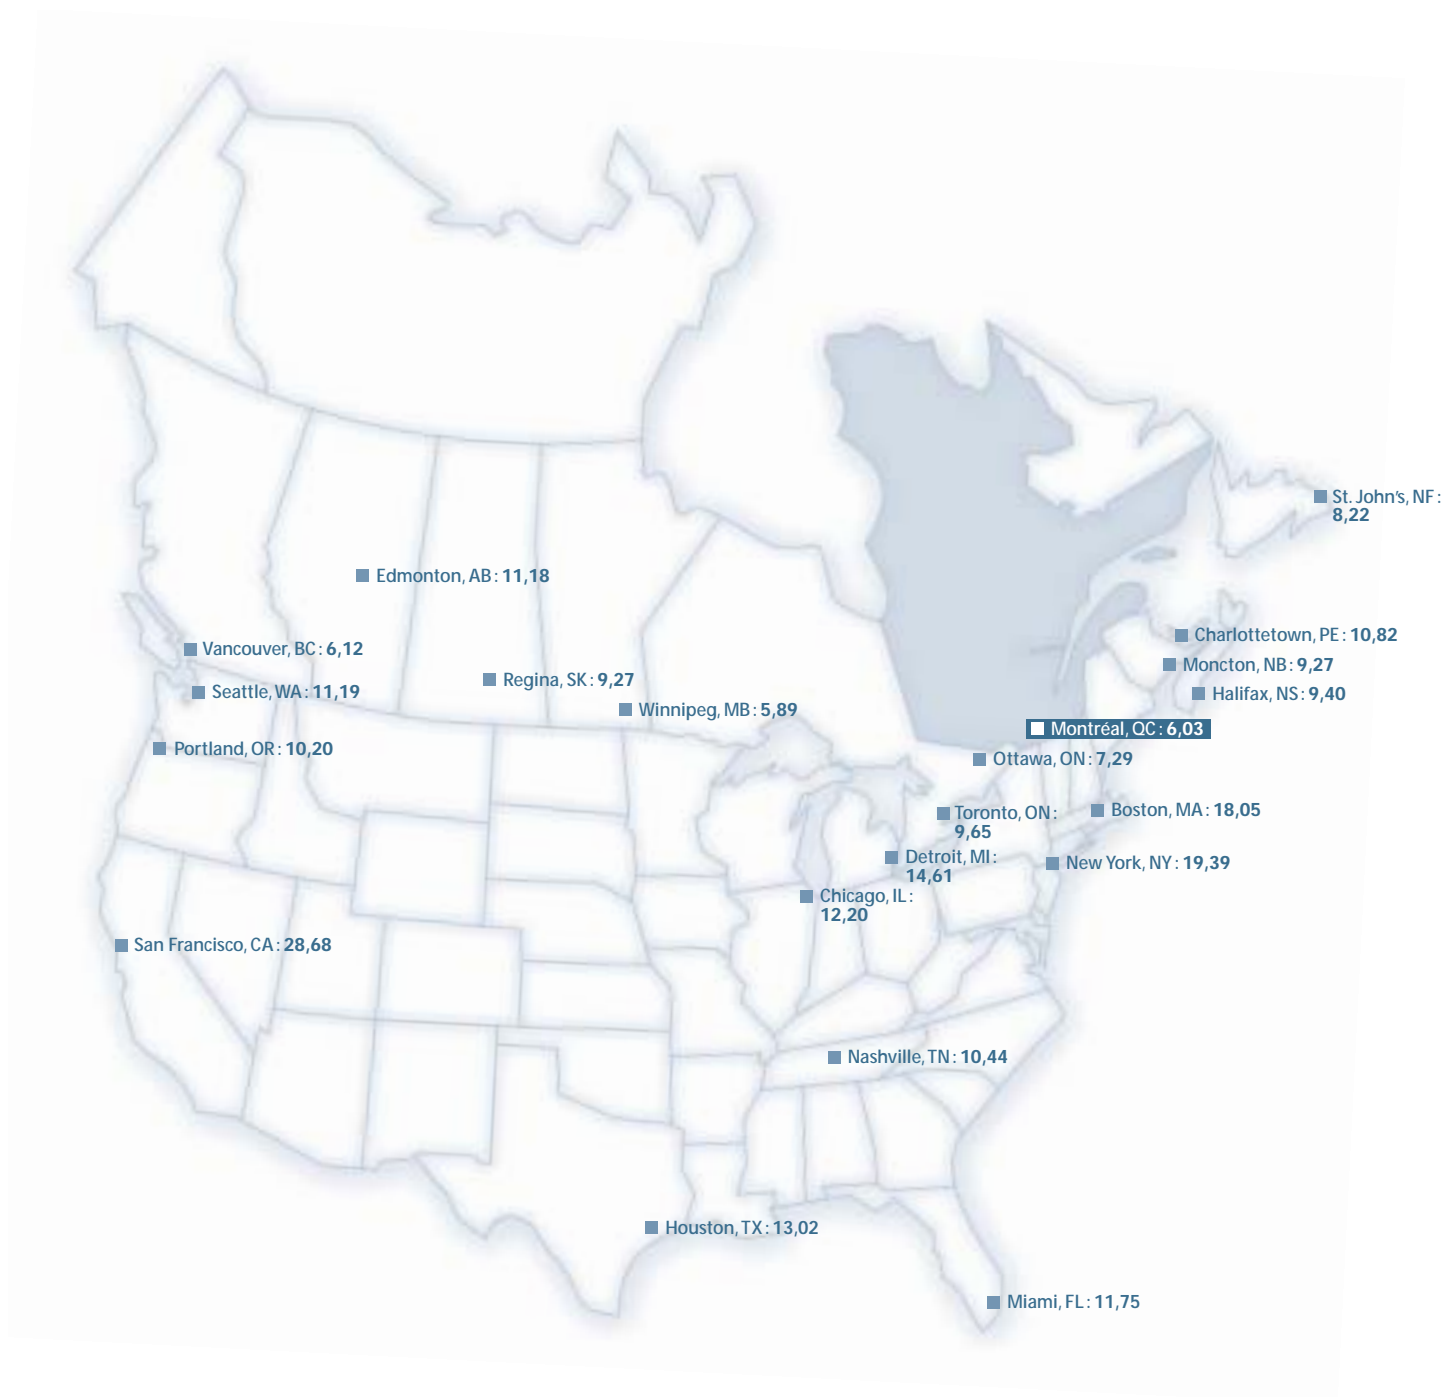 St. John's, NF :
8,22
Edmonton, AB : 11,18
Charlottetown, PE : 10,82
Vancouver, BC : 6,12
Moncton, NB : 9,27
Regina, SK : 9,27
Seattle, WA : 11,19
Halifax, NS : 9,40
Winnipeg, MB : 5,89
Montréal, QC : 6,03
Portland, OR : 10,20
Ottawa, ON : 7,29
Toronto, ON :
9,65
Boston, MA : 18,05
Detroit, MI :
14,61
New York, NY : 19,39
Chicago, IL :
12,20
San Francisco, CA : 28,68
Nashville, TN : 10,44
Houston, TX : 13,02
Miami, FL : 11,75